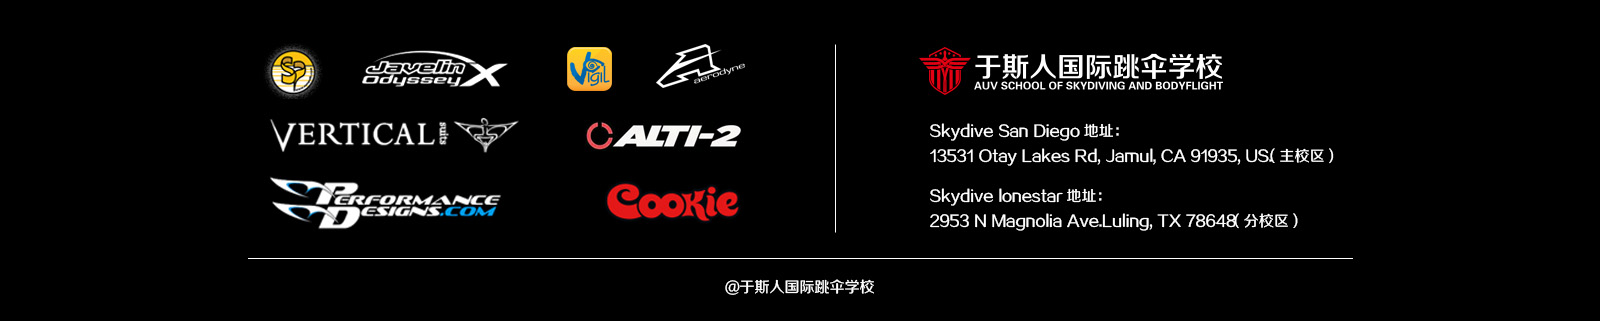 Javelin
Odyssey X
Vigil
aerodyne
VERTICAL suits
ALTI-2
PERFORMANCE
DESIGNS.COM
COOKIE
于斯人国际跳伞学校
AUV SCHOOL OF SKYDIVING AND BODYFLIGHT
Skydive San Diego 地址：
13531 Otay Lakes Rd, Jamul, CA 91935, US.( 主校区 )
Skydive lonestar 地址：
2953 N Magnolia Ave.Luling, TX 78648( 分校区 )
@于斯人国际跳伞学校